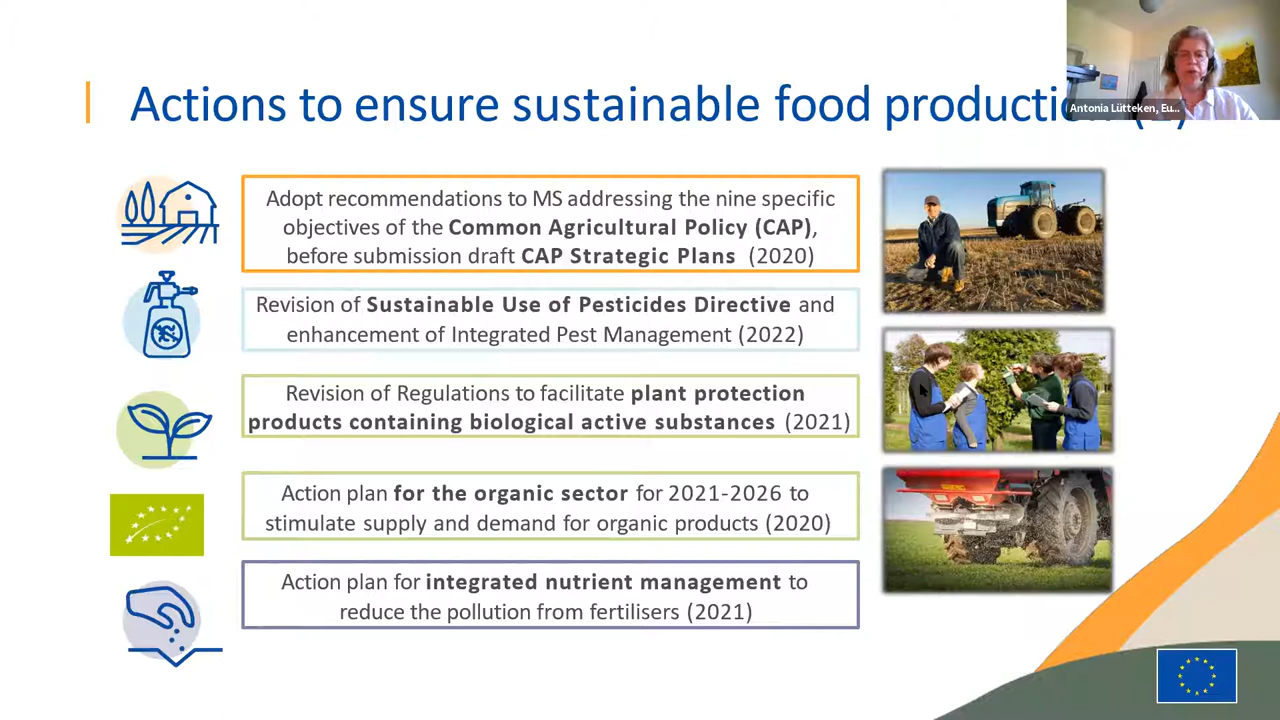 Actions to ensure sustainable food producti
Antonia Lütteken, Eu...
Adopt recommendations to MS addressing the nine specific
objectives of the Common Agricultural Policy (CAP),
before submission draft CAP Strategic Plans (2020)
Revision of Sustainable Use of Pesticides Directive and
enhancement of Integrated Pest Management (2022)
Revision of Regulations to facilitate plant protection
products containing biological active substances (2021)
Action plan for the organic sector for 2021-2026 to
stimulate supply and demand for organic products (2020)
Action plan for integrated nutrient management to
reduce the pollution from fertilisers (2021)